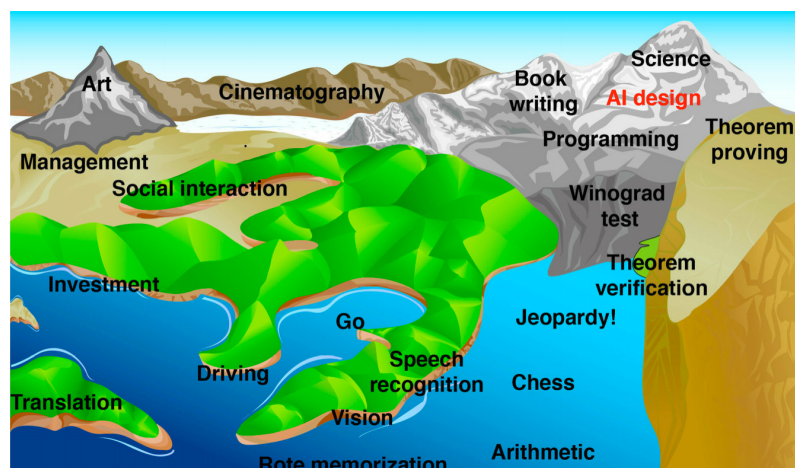 Science
Art
Cinematography
Book
writing
AI design
Programming
Theorem
proving
Management
Social interaction
Winograd
test
Theorem
verification
Investment
Jeopardy!
Go
Driving
Speech
recognition
Chess
Translation
Vision
Arithmetic
Rote memorization